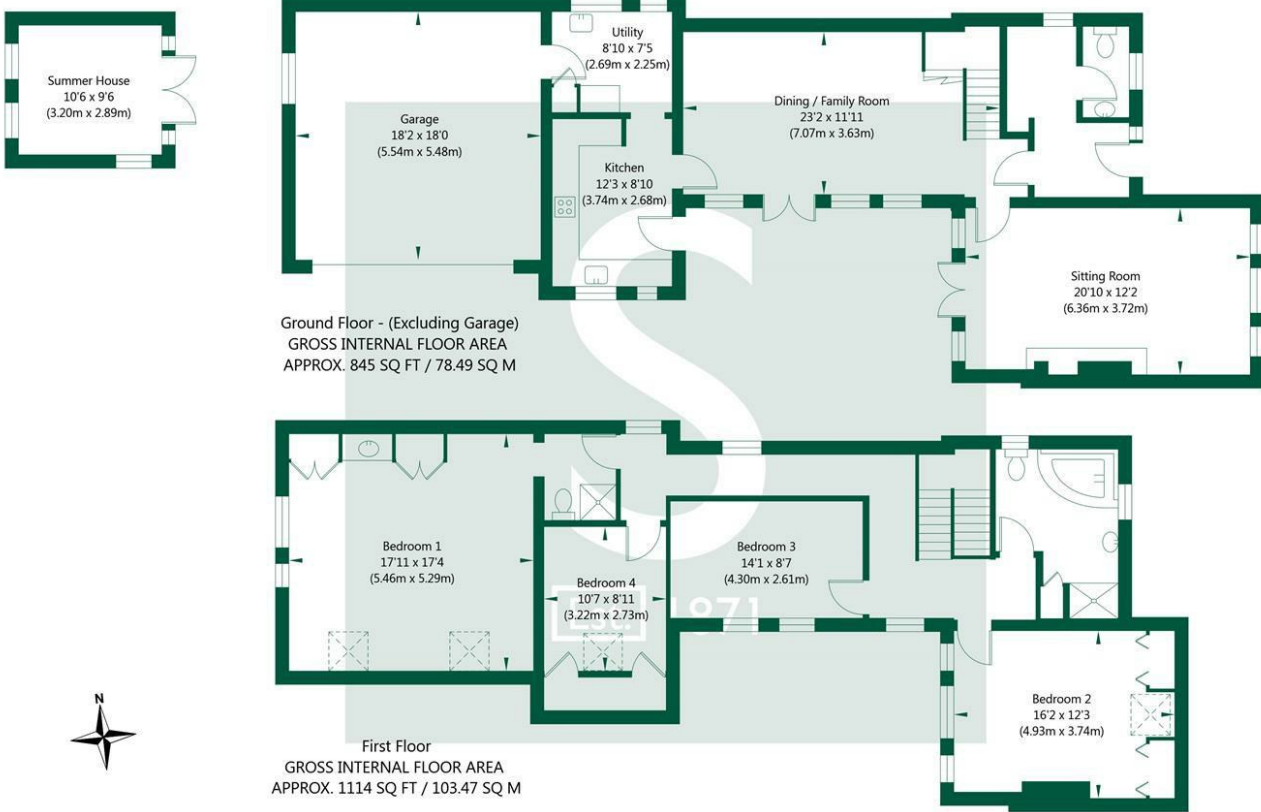 Summer House
10'6 x 9'6
(3.20m x 2.89m)
Garage
18'2 x 18'0
(5.54m x 5.48m)
Utility
8'10 x 7'5
(2.69m x 2.25m)
Kitchen
12'3 x 8'10
(3.74m x 2.68m)
Dining / Family Room
23'2 x 11'11
(7.07m x 3.63m)
Sitting Room
20'10 x 12'2
(6.36m x 3.72m)
Ground Floor - (Excluding Garage)
GROSS INTERNAL FLOOR AREA
APPROX. 845 SQ FT / 78.49 SQ M
S
Est. 1871
Bedroom 1
17'11 x 17'4
(5.46m x 5.29m)
Bedroom 4
10'7 x 8'11
(3.22m x 2.73m)
Bedroom 3
14'1 x 8'7
(4.30m x 2.61m)
Bedroom 2
16'2 x 12'3
(4.93m x 3.74m)
N
First Floor
GROSS INTERNAL FLOOR AREA
APPROX. 1114 SQ FT / 103.47 SQ M